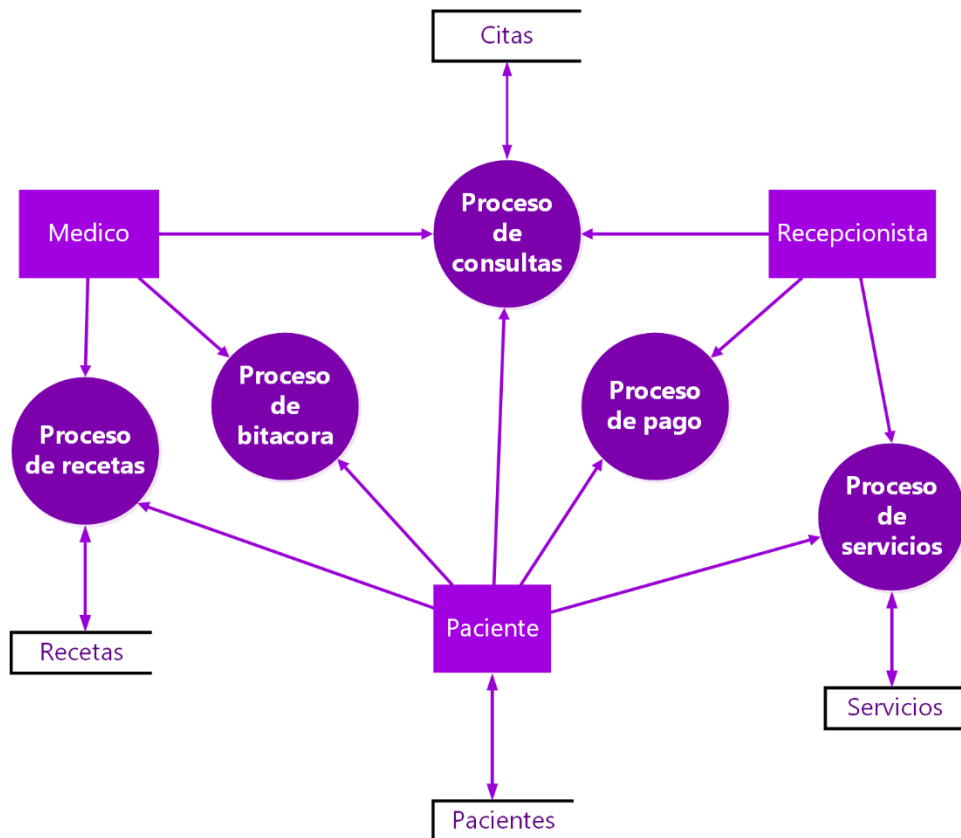 Citas
Medico
Proceso
de
consultas
Recepcionista
Proceso
de
bitacora
Proceso
de pago
Proceso
de recetas
Proceso
de
servicios
Paciente
Recetas
Servicios
Pacientes